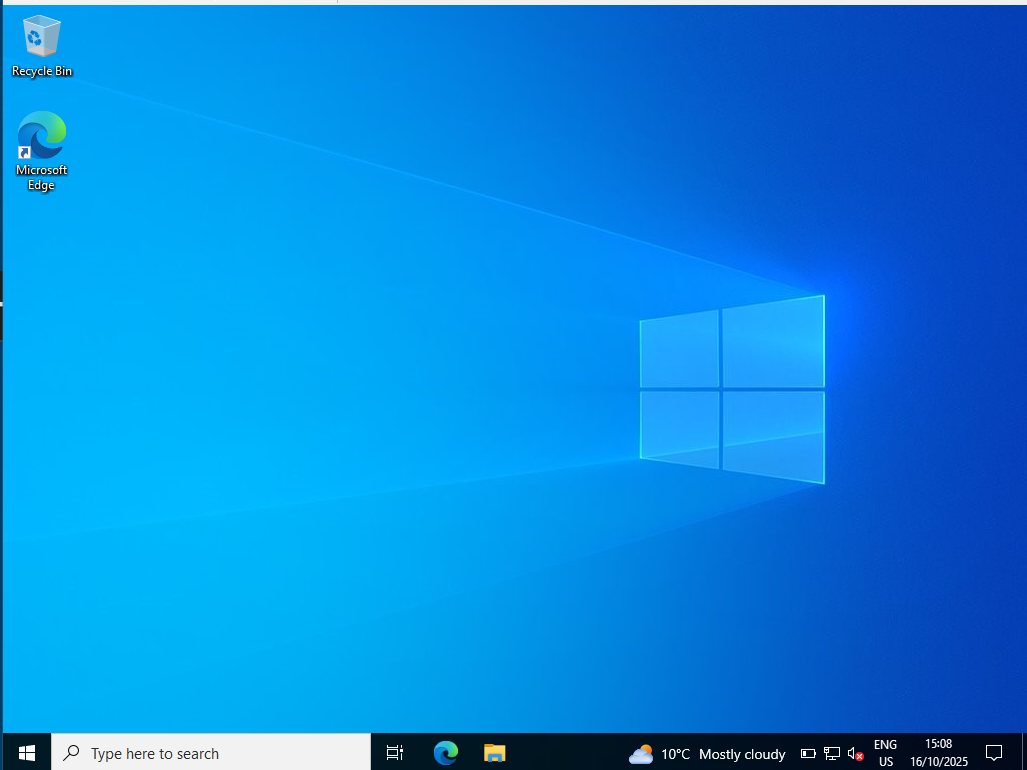 Recycle Bin
Microsoft
Edge
Type here to search
10°C Mostly cloudy
ENG
US
15:08
16/10/2025